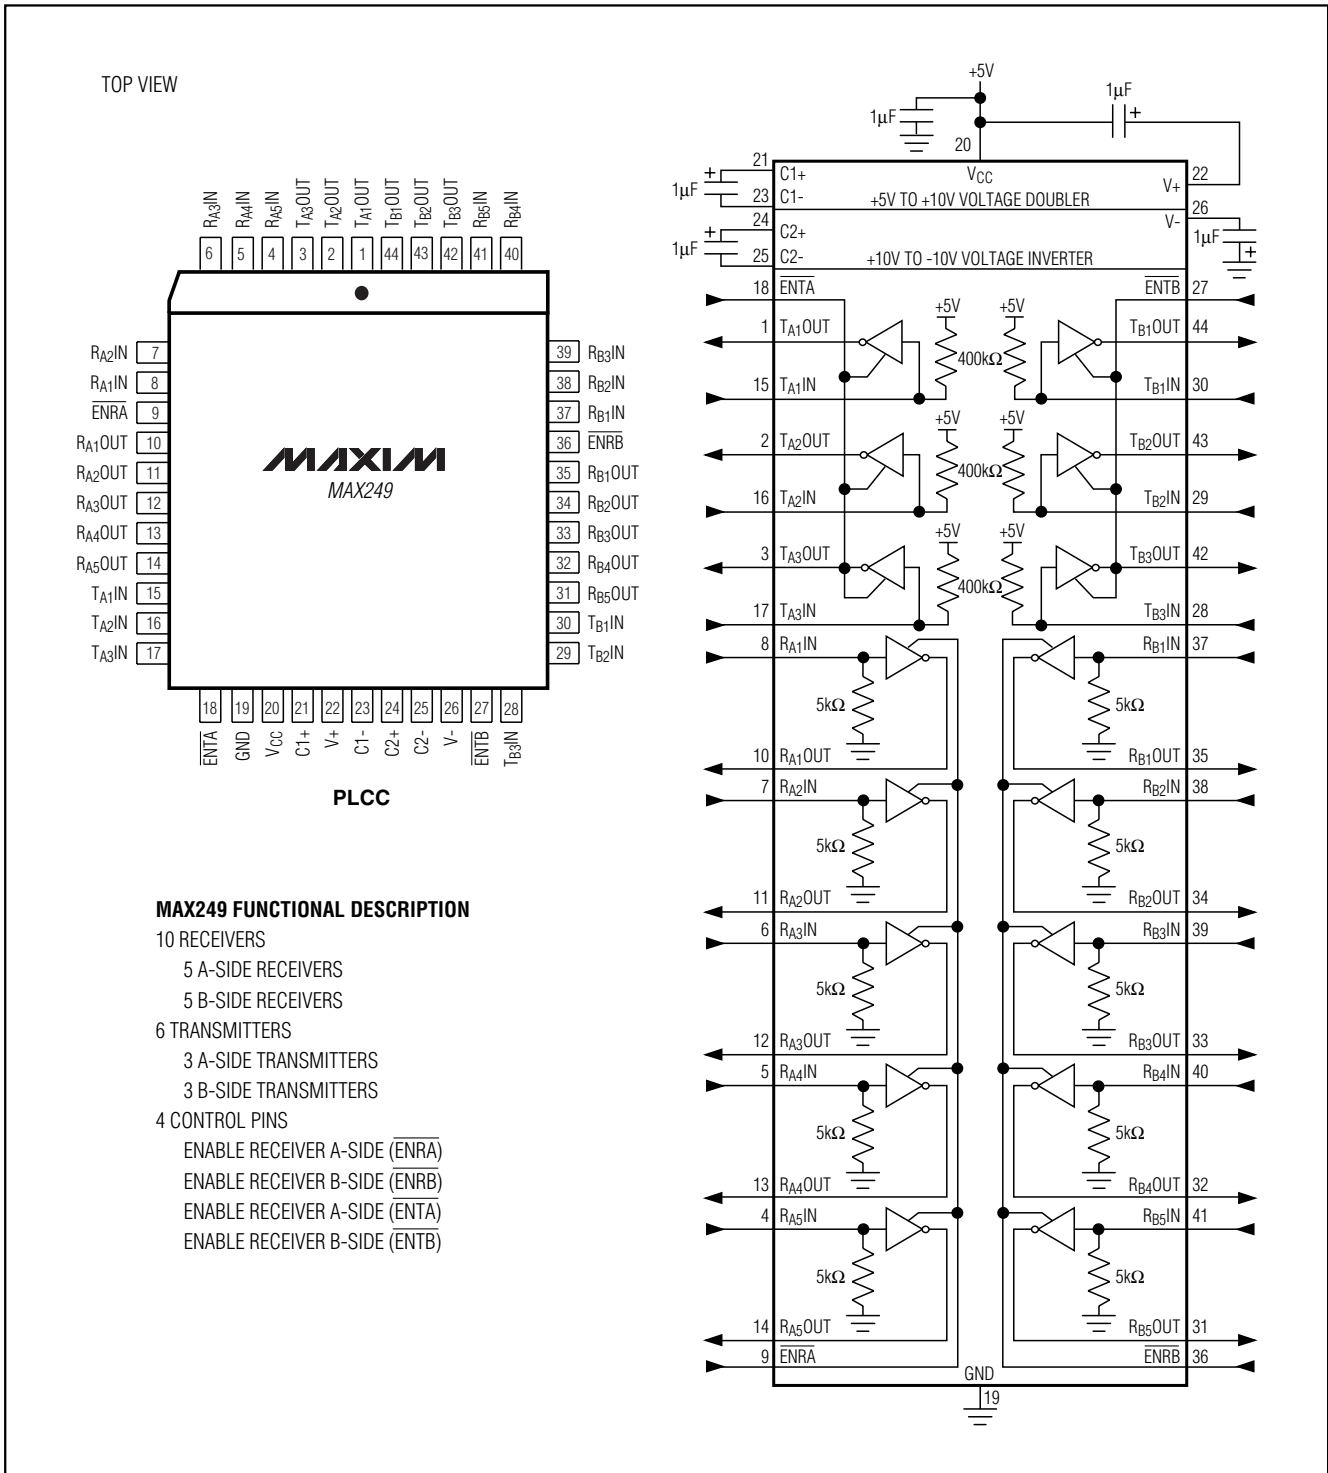 TOP VIEW
RA3IN
RA4IN
RA5IN
TA3OUT
TA2OUT
TA1OUT
TB1OUT
TB2OUT
TB3OUT
RB5IN
RB4IN
6 5 4 3 2 1 44 43 42 41 40
RA2IN 7
RA1IN 8
ENRA 9
RA1OUT 10
RA2OUT 11
RA3OUT 12
RA4OUT 13
RA5OUT 14
TA1IN 15
TA2IN 16
TA3IN 17
MAXIM
MAX249
39 RB3IN
38 RB2IN
37 RB1IN
36 ENRB
35 RB1OUT
34 RB2OUT
33 RB3OUT
32 RB4OUT
31 RB5OUT
30 TB1IN
29 TB2IN
18 19 20 21 22 23 24 25 26 27 28
ENTA
GND
VCC
C1+
V+
C1-
C2+
C2-
V-
ENTB
TB3IN
PLCC
MAX249 FUNCTIONAL DESCRIPTION
10 RECEIVERS
5 A-SIDE RECEIVERS
5 B-SIDE RECEIVERS
6 TRANSMITTERS
3 A-SIDE TRANSMITTERS
3 B-SIDE TRANSMITTERS
4 CONTROL PINS
ENABLE RECEIVER A-SIDE (ENRA)
ENABLE RECEIVER B-SIDE (ENRB)
ENABLE RECEIVER A-SIDE (ENTA)
ENABLE RECEIVER B-SIDE (ENTB)
+5V
1µF
1µF +
20
21 C1+ VCC 22
+ 1µF V+
23 C1- +5V TO +10V VOLTAGE DOUBLER
24 C2+ V- 26
+ 1µF 1µF +
25 C2- +10V TO -10V VOLTAGE INVERTER
18 ENTA ENTB 27
+5V +5V
1 TA1OUT TB1OUT 44
400kΩ
15 TA1IN TB1IN 30
+5V +5V
2 TA2OUT TB2OUT 43
400kΩ
16 TA2IN TB2IN 29
+5V +5V
3 TA3OUT TB3OUT 42
400kΩ
17 TA3IN TB3IN 28
8 RA1IN RB1IN 37
5kΩ 5kΩ
10 RA1OUT RB1OUT 35
7 RA2IN RB2IN 38
5kΩ 5kΩ
11 RA2OUT RB2OUT 34
6 RA3IN RB3IN 39
5kΩ 5kΩ
12 RA3OUT RB3OUT 33
5 RA4IN RB4IN 40
5kΩ 5kΩ
13 RA4OUT RB4OUT 32
4 RA5IN RB5IN 41
5kΩ 5kΩ
14 RA5OUT RB5OUT 31
9 ENRA ENRB 36
GND
19